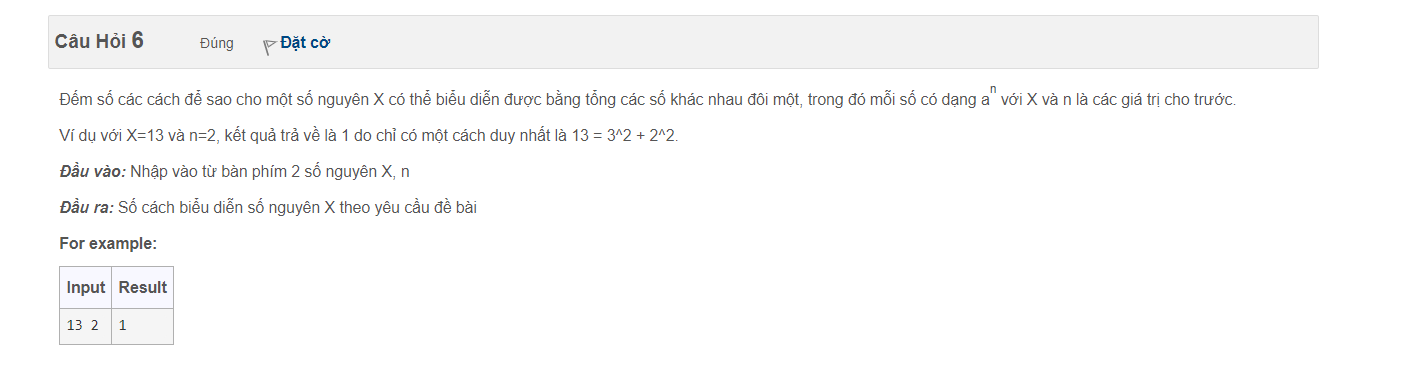 Câu Hỏi 6 Đúng Đặt cờ
Đếm số các cách để sao cho một số nguyên X có thể biểu diễn được bằng tổng các số khác nhau đôi một, trong đó mỗi số có dạng aⁿ với X và n là các giá trị cho trước.
Ví dụ với X=13 và n=2, kết quả trả về là 1 do chỉ có một cách duy nhất là 13 = 3^2 + 2^2.
Đầu vào: Nhập vào từ bàn phím 2 số nguyên X, n
Đầu ra: Số cách biểu diễn số nguyên X theo yêu cầu đề bài
For example:
Input Result
13 2 1